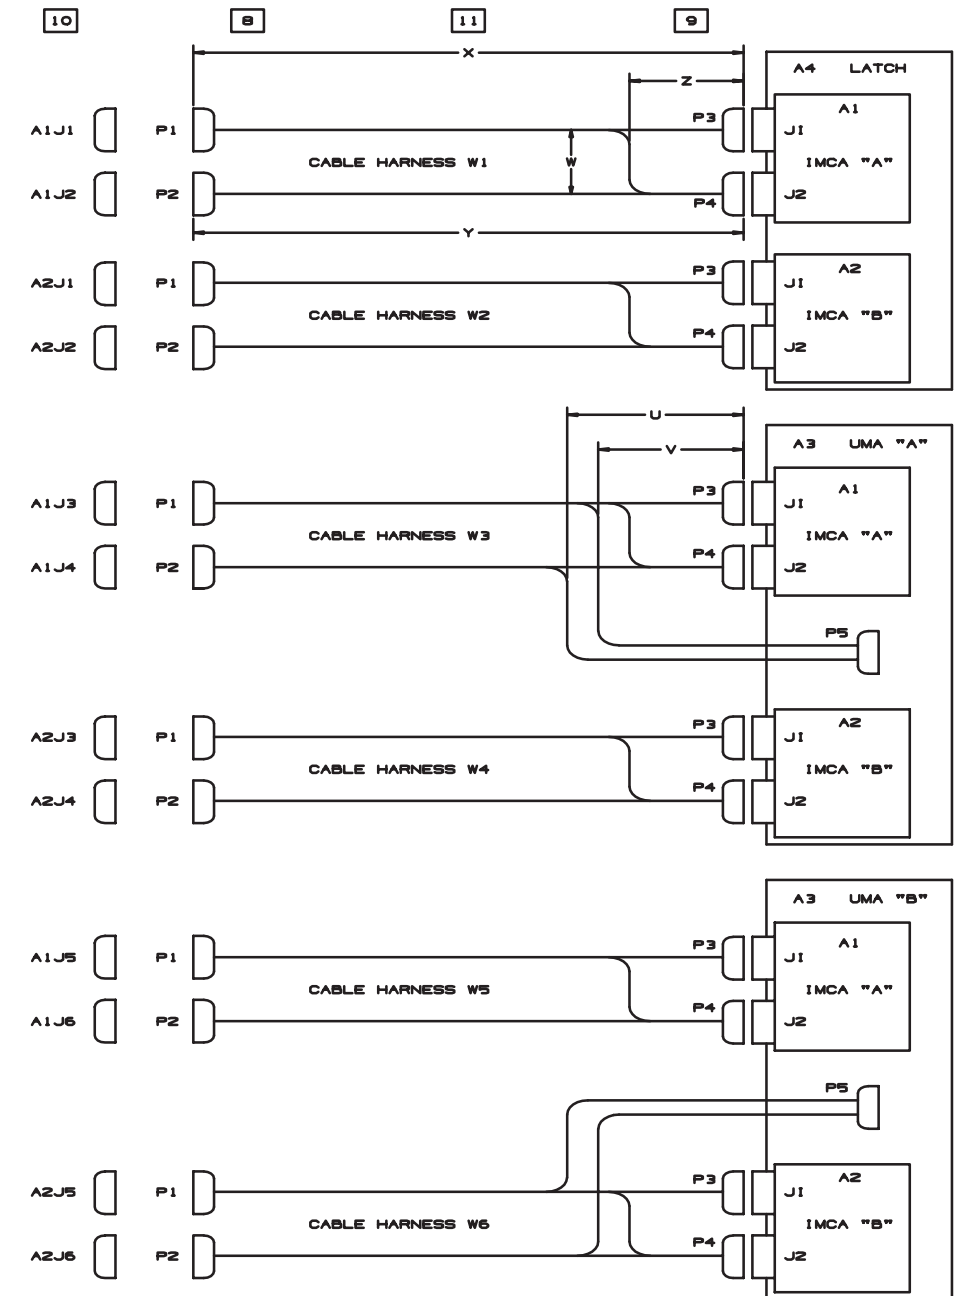 10 8 11 9
X
A4 LATCH
Z
A1
P3
A1J1 P1 J1
CABLE HARNESS W1 W IMCA "A"
A1J2 P2 J2
P4
Y
A2
P3
A2J1 P1 J1
CABLE HARNESS W2 IMCA "B"
P4
A2J2 P2 J2
U
A3 UMA "A"
V
A1
P3
A1J3 P1 J1
CABLE HARNESS W3 IMCA "A"
P4
A1J4 P2 J2
P5
A2
P3
A2J3 P1 J1
CABLE HARNESS W4 IMCA "B"
P4
A2J4 P2 J2
A3 UMA "B"
A1
P3
A1J5 P1 J1
CABLE HARNESS W5 IMCA "A"
P4
A1J6 P2 J2
P5
A2
P3
A2J5 P1 J1
CABLE HARNESS W6 IMCA "B"
P4
A2J6 P2 J2